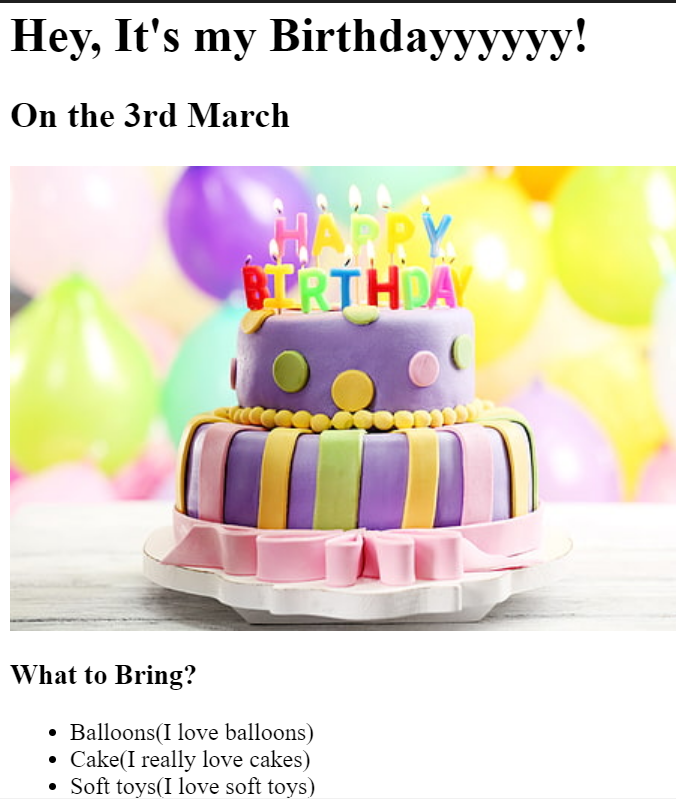 Hey, It's my Birthdayyyyyy!
On the 3rd March
HAPPY
BIRTHDAY
What to Bring?
Balloons(I love balloons)
Cake(I really love cakes)
Soft toys(I love soft toys)